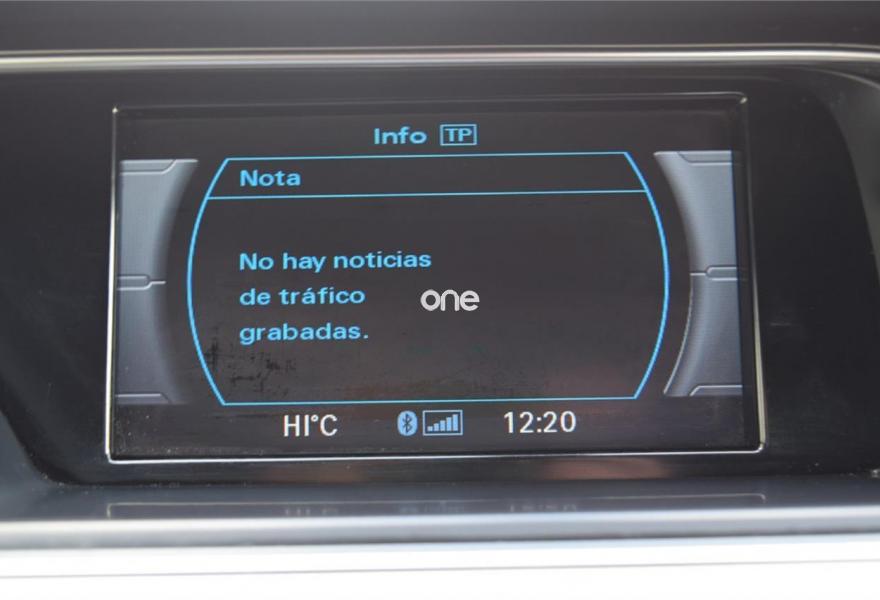 Info TP
Nota
No hay noticias
de tráfico
one
grabadas.
HI°C 12:20